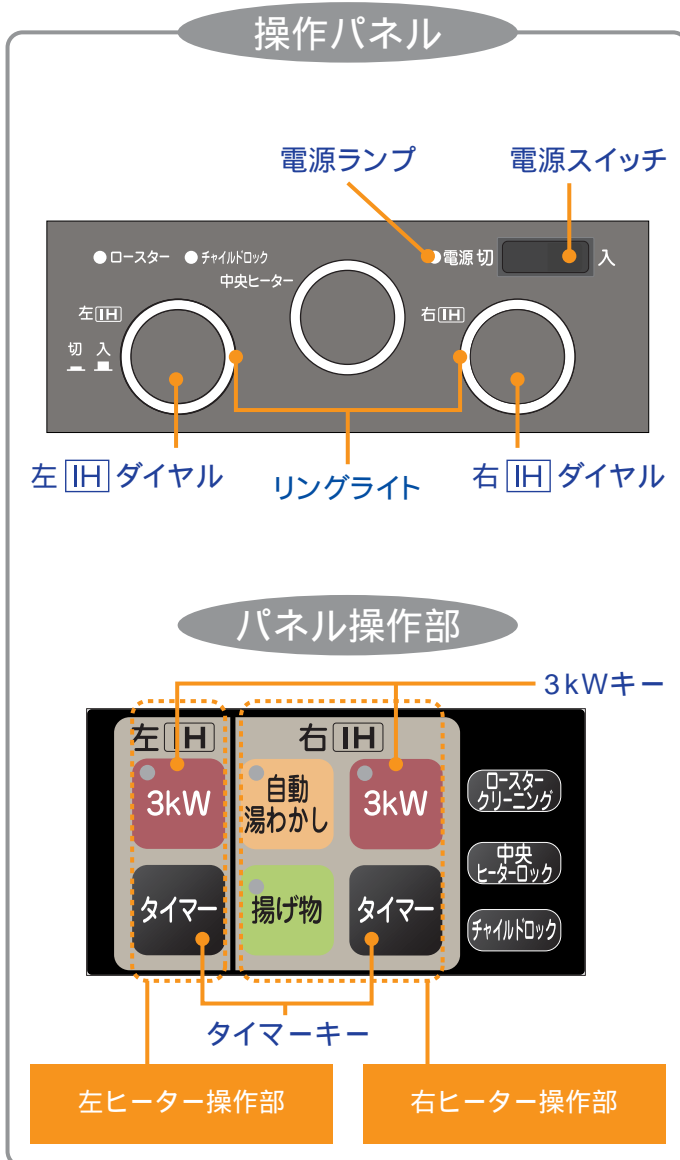 操作パネル
電源ランプ 電源スイッチ
ロースター チャイルドロック 電源 切 入
中央ヒーター
左IH 右IH
切 入
左IHダイヤル リングライト 右IHダイヤル
パネル操作部
3kWキー
左IH 右IH
3kW 自動湯わかし 3kW ロースタークリーニング
中央ヒーターロック
タイマー 揚げ物 タイマー チャイルドロック
タイマーキー
左ヒーター操作部 右ヒーター操作部